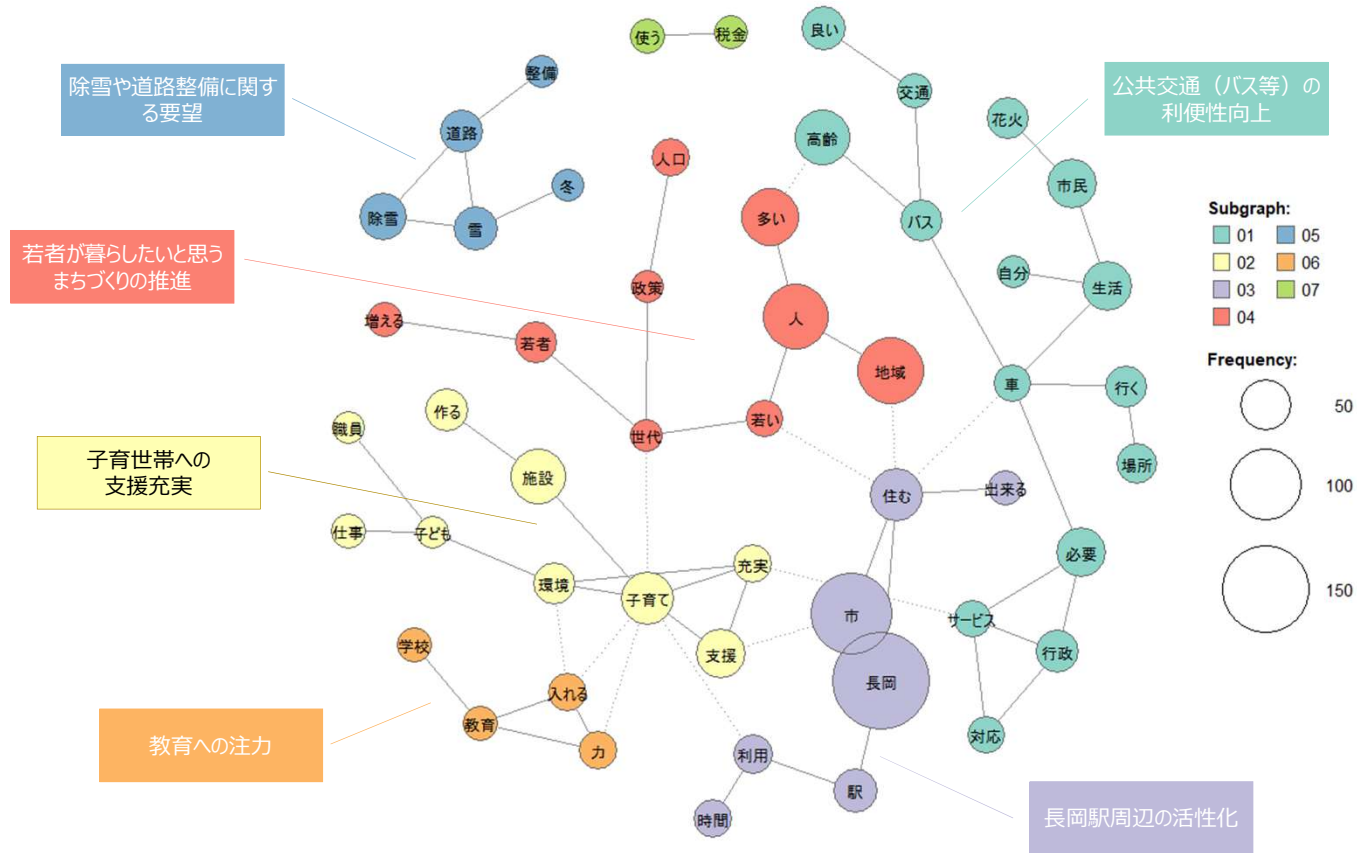 使う
税金
良い
除雪や道路整備に関す
る要望
整備
交通
公共交通（バス等）の
利便性向上
道路
高齢
花火
人口
冬
市民
除雪
雪
多い
バス
Subgraph:
01
05
02
06
03
07
04
若者が暮らしたいと思う
まちづくりの推進
政策
自分
生活
増える
若者
人
地域
車
行く
Frequency:
50
100
150
作る
職員
世代
若い
場所
子育世帯への
支援充実
施設
住む
出来る
仕事
子ども
環境
子育て
充実
必要
市
サービス
行政
支援
長岡
学校
入れる
教育
力
対応
教育への注力
利用
駅
時間
長岡駅周辺の活性化